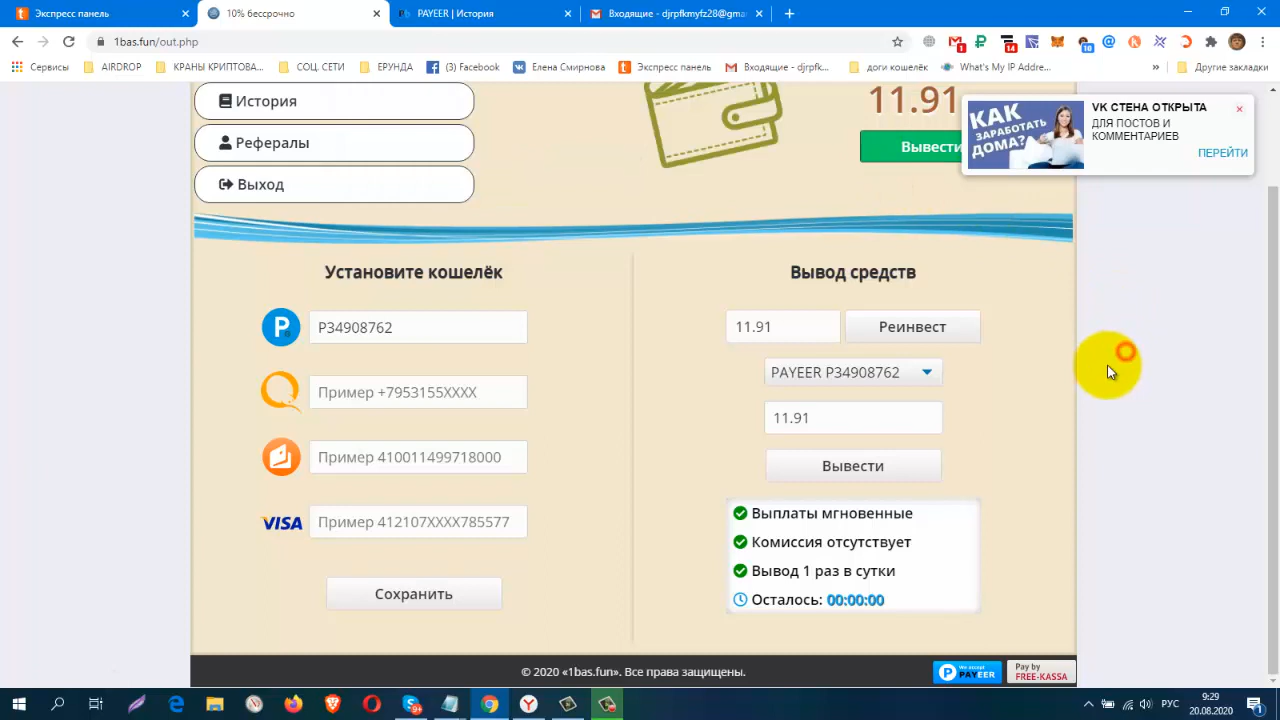 Экспресс панель
10% бессрочно
PAYEER | История
Входящие - djrpfkmyfz28@gma
1bas.fun/out.php
1
14
16
Сервисы
AIRDROP
КРАНЫ КРИПТОВА...
СОЦ. СЕТИ
ЕРУНДА
(3) Facebook
Елена Смирнова
Экспресс панель
Входящие - djrpfk...
доги кошелёк
What's My IP Addre...
»
Другие закладки
История
Рефералы
Выход
11.91
Вывести
КАК
ЗАРАБОТАТЬ
ДОМА?
VK СТЕНА ОТКРЫТА
ДЛЯ ПОСТОВ И
КОММЕНТАРИЕВ
ПЕРЕЙТИ
Установите кошелёк
P34908762
Пример +7953155XXXX
Пример 410011499718000
VISA
Пример 412107XXXX785577
Сохранить
Вывод средств
11.91
Реинвест
PAYEER P34908762
11.91
Вывести
Выплаты мгновенные
Комиссия отсутствует
Вывод 1 раз в сутки
Осталось: 00:00:00
© 2020 «1bas.fun». Все права защищены.
We accept
PAYEER
Pay by
FREE-KASSA
РУС
9:29
20.08.2020